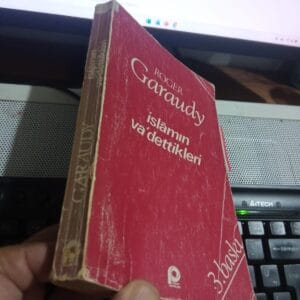 ROGER
Garaudy
islâmın
va'dettikleri
3. baskı
GARAUDY
A4TECH